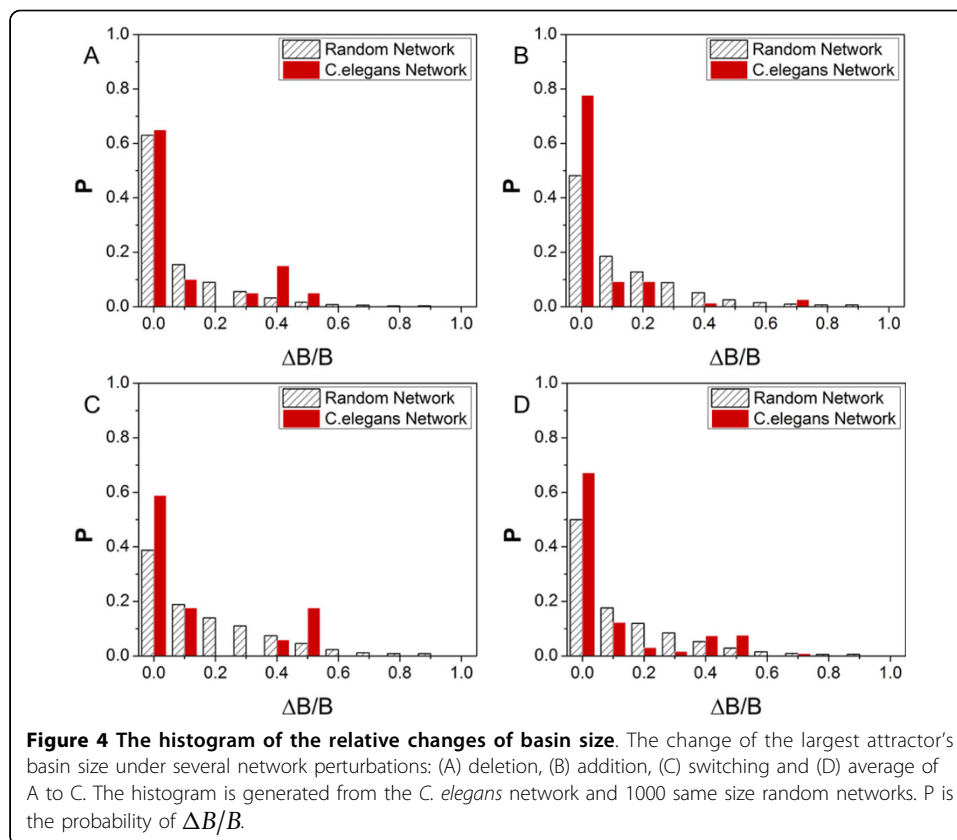 A
Random Network
C.elegans Network
P
1.0
0.8
0.6
0.4
0.2
0.0
0.0 0.2 0.4 0.6 0.8 1.0
ΔB/B
B
Random Network
C.elegans Network
P
1.0
0.8
0.6
0.4
0.2
0.0
0.0 0.2 0.4 0.6 0.8 1.0
ΔB/B
C
Random Network
C.elegans Network
P
1.0
0.8
0.6
0.4
0.2
0.0
0.0 0.2 0.4 0.6 0.8 1.0
ΔB/B
D
Random Network
C.elegans Network
P
1.0
0.8
0.6
0.4
0.2
0.0
0.0 0.2 0.4 0.6 0.8 1.0
ΔB/B
Figure 4 The histogram of the relative changes of basin size. The change of the largest attractor's
basin size under several network perturbations: (A) deletion, (B) addition, (C) switching and (D) average of
A to C. The histogram is generated from the C. elegans network and 1000 same size random networks. P is
the probability of ΔB/B.